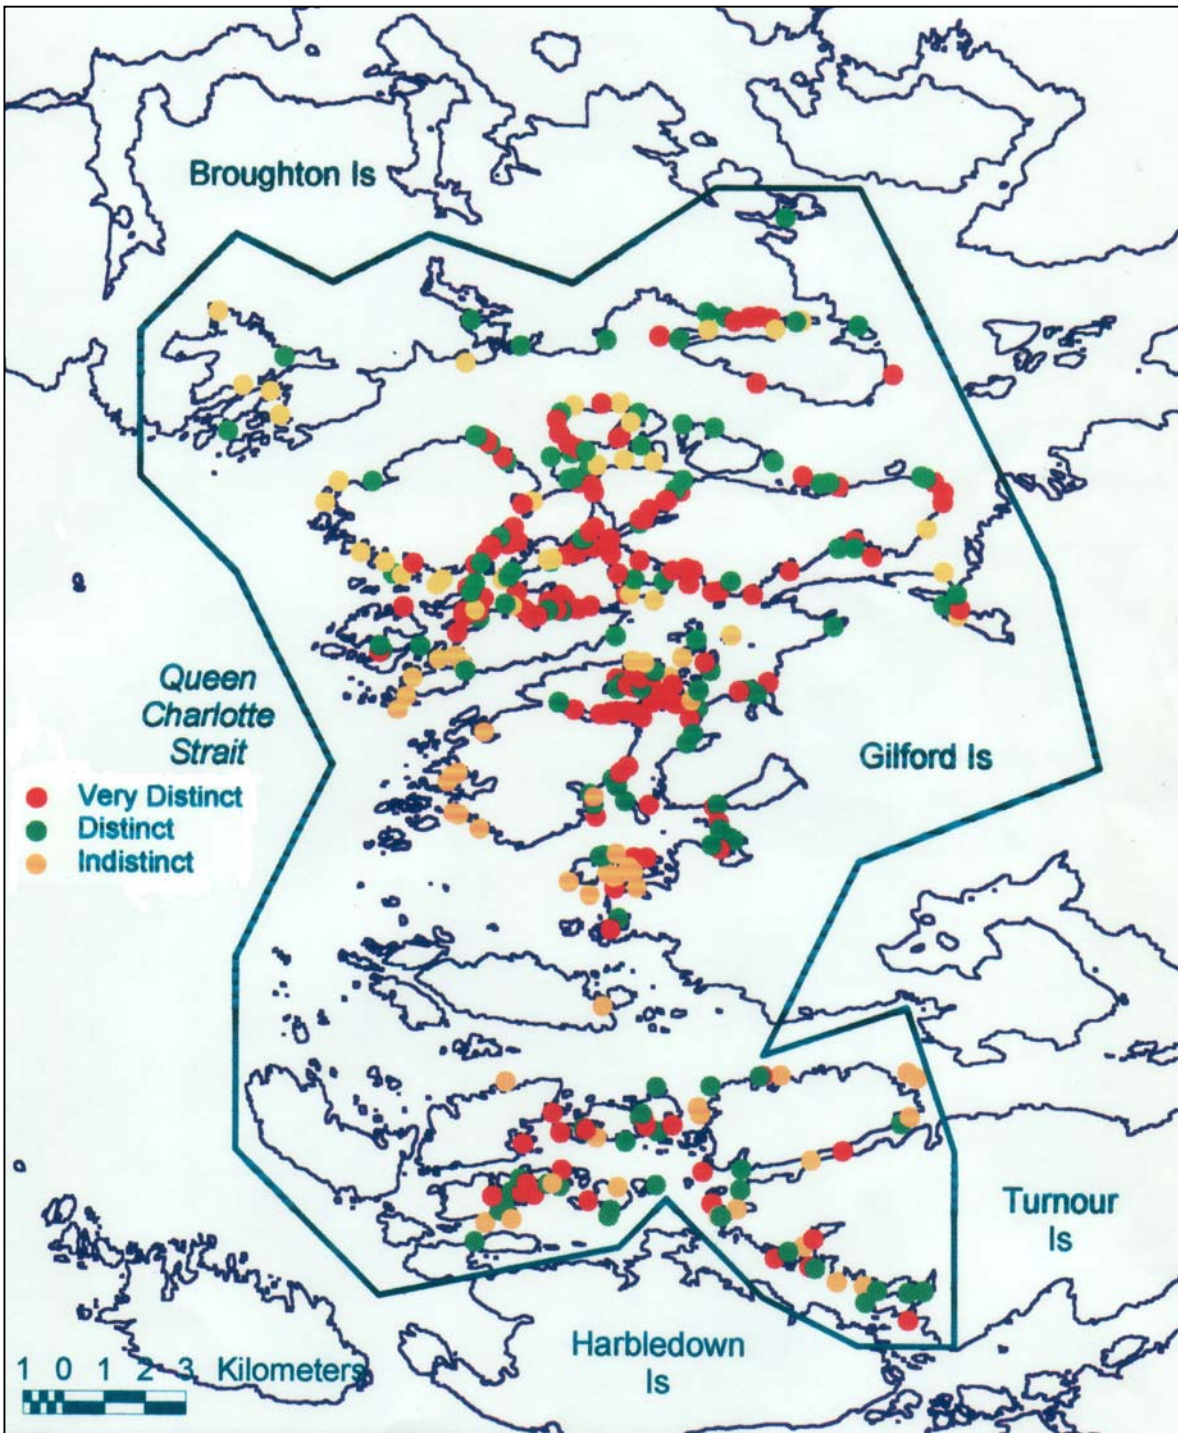 Broughton Is
Queen
Charlotte
Strait
Gilford Is
Very Distinct
Distinct
Indistinct
Turnour
Is
Harbledown
Is
1 0 1 2 3 Kilometers